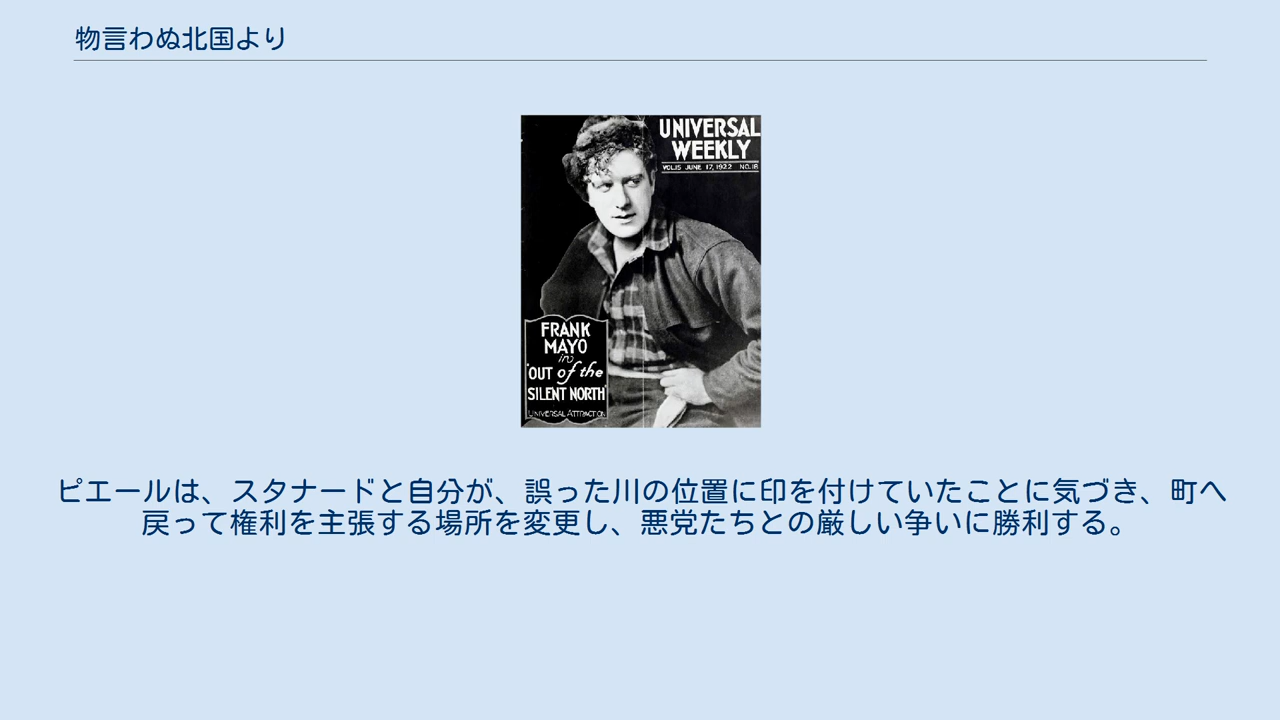 物言わぬ北国より
UNIVERSAL
WEEKLY
VOL.15 JUNE 17, 1922 NO.18
FRANK
MAYO
in
"OUT of the
SILENT NORTH"
UNIVERSAL ATTRACTION
ピエールは、スタナードと自分が、誤った川の位置に印を付けていたことに気づき、町へ
戻って権利を主張する場所を変更し、悪党たちとの厳しい争いに勝利する。